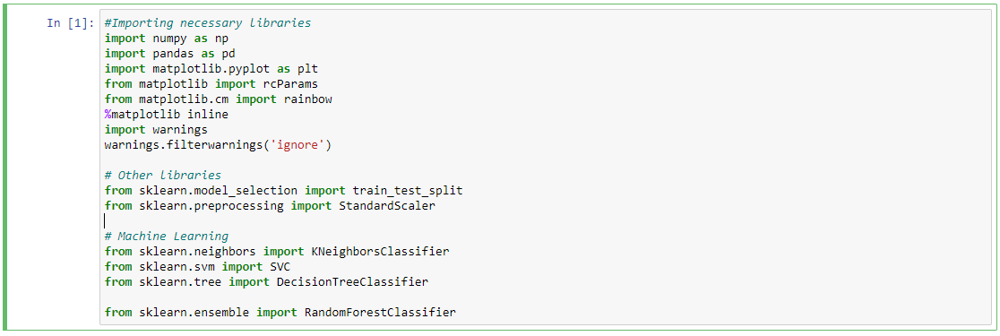 In [1]:
#Importing necessary libraries
import numpy as np
import pandas as pd
import matplotlib.pyplot as plt
from matplotlib import rcParams
from matplotlib.cm import rainbow
%matplotlib inline
import warnings
warnings.filterwarnings('ignore')
# Other libraries
from sklearn.model_selection import train_test_split
from sklearn.preprocessing import StandardScaler
# Machine Learning
from sklearn.neighbors import KNeighborsClassifier
from sklearn.svm import SVC
from sklearn.tree import DecisionTreeClassifier
from sklearn.ensemble import RandomForestClassifier